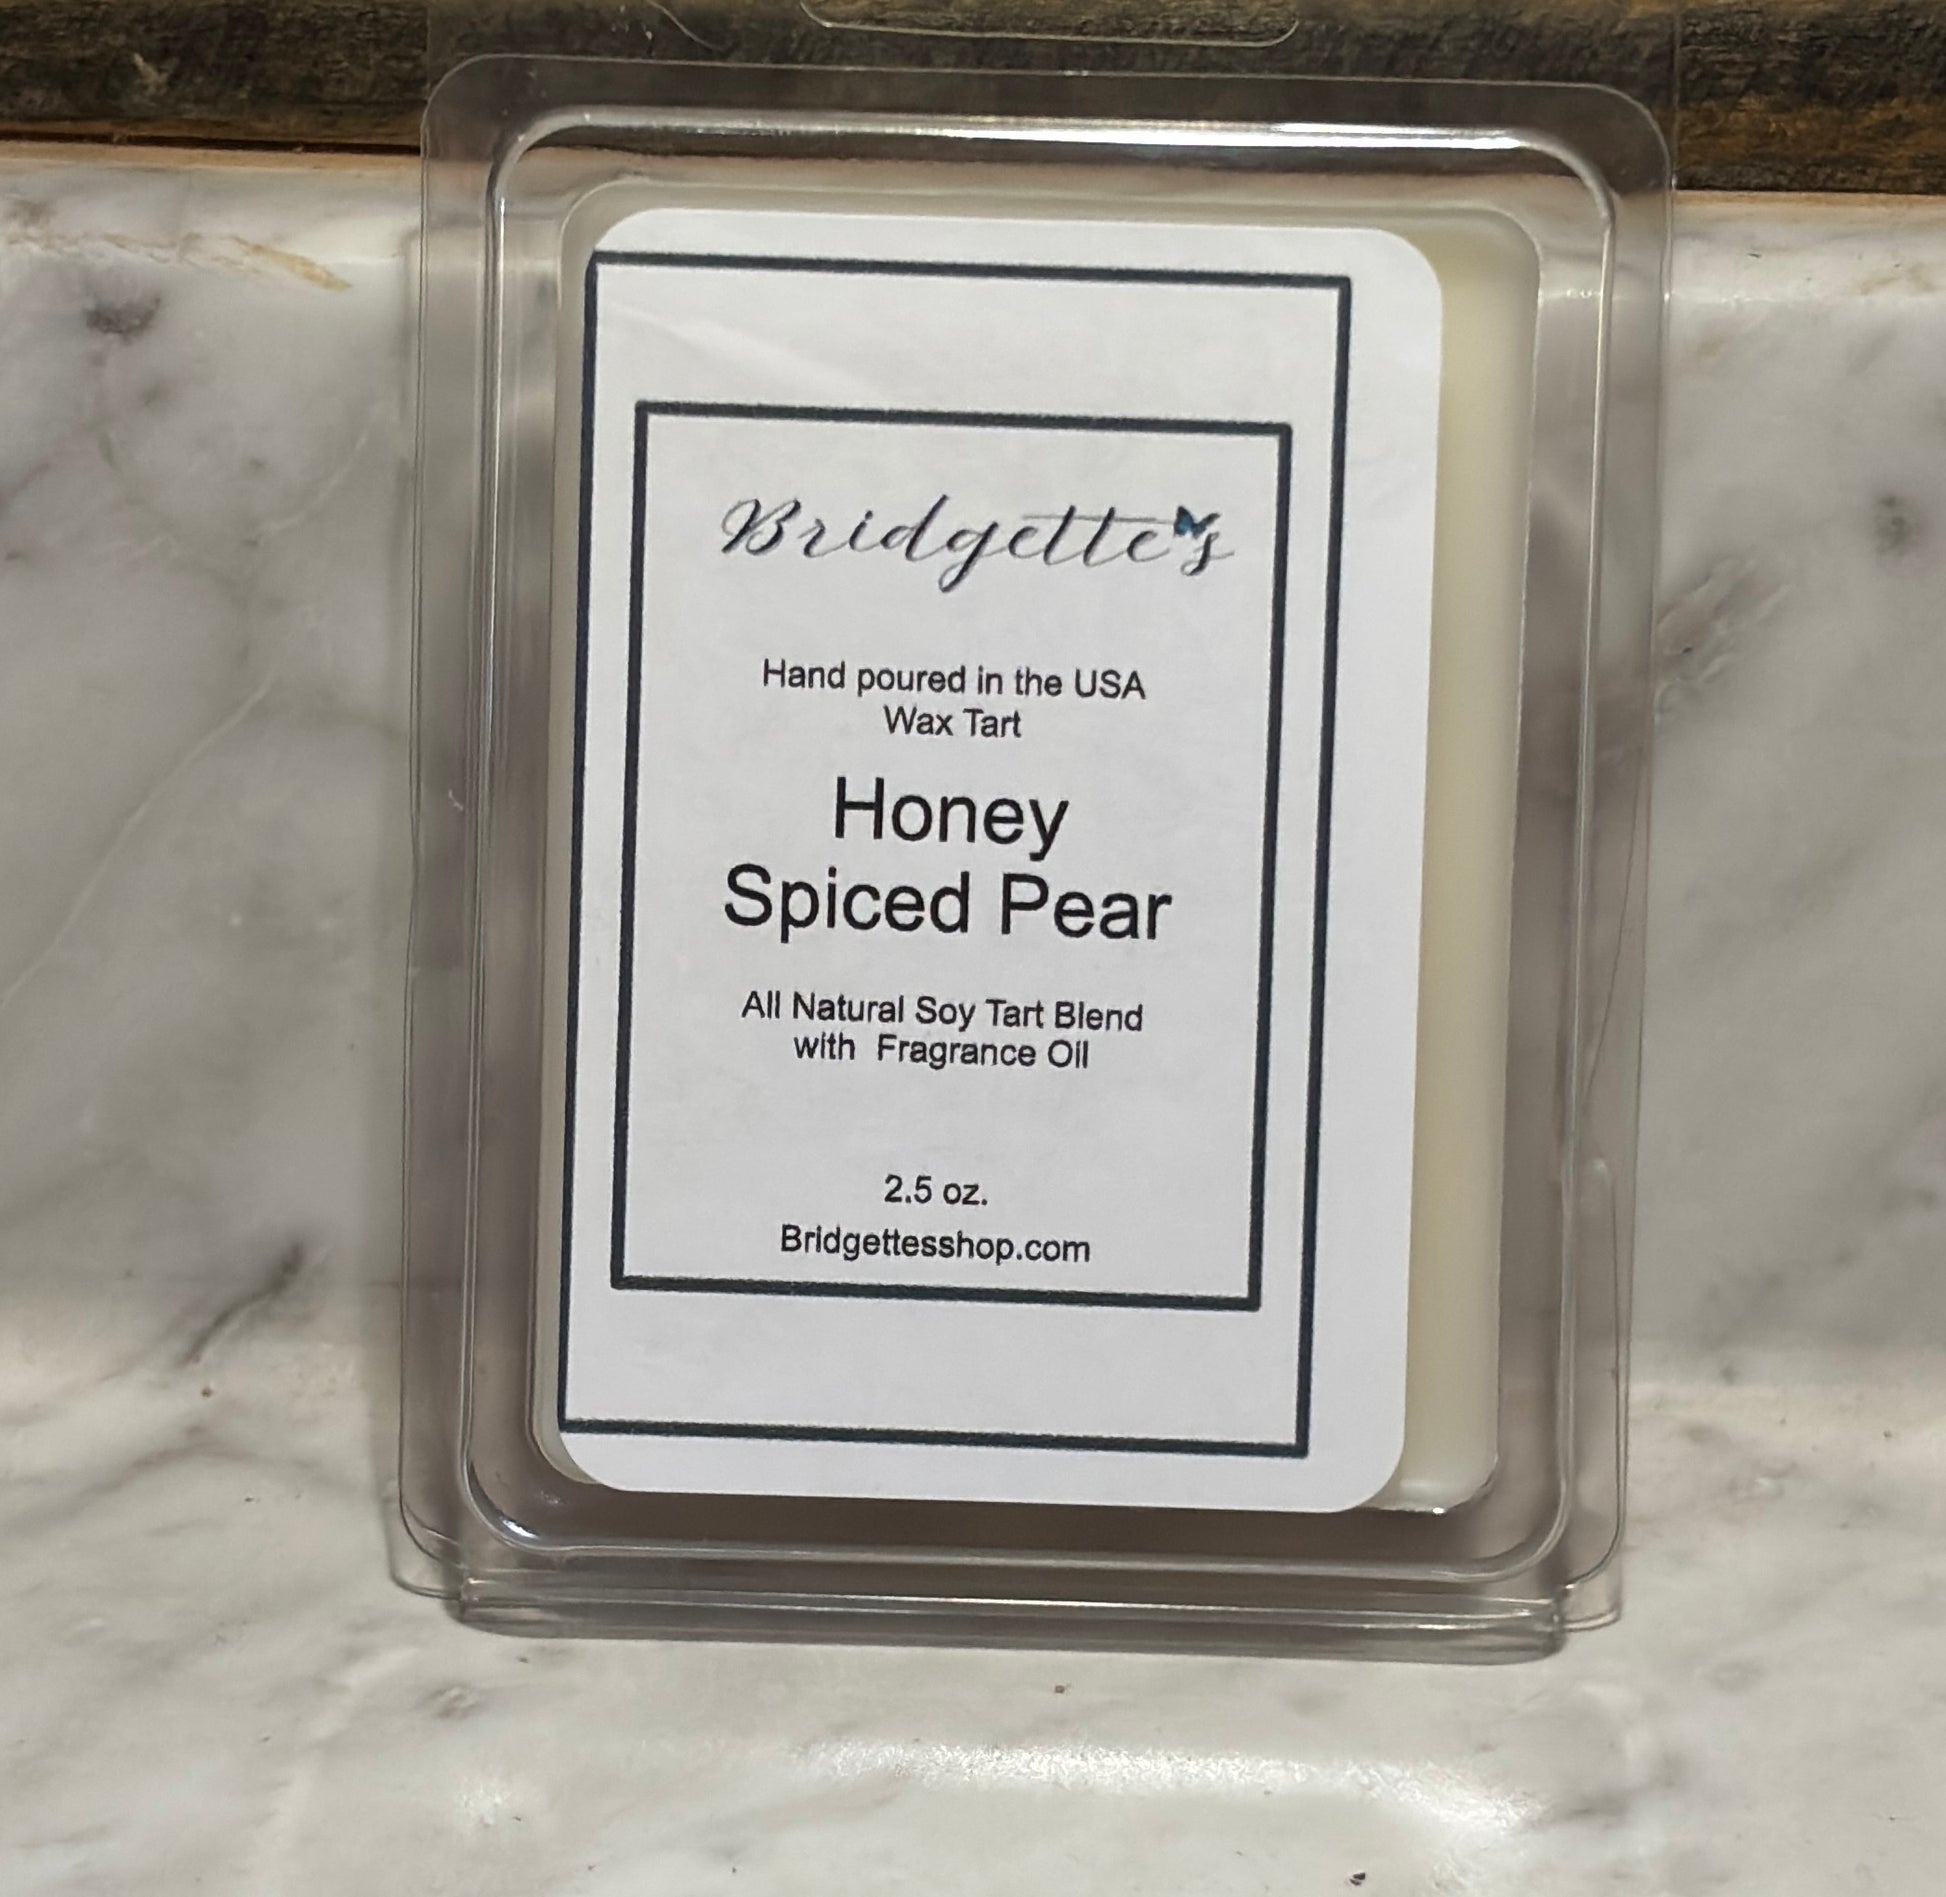 Bridgette's
Hand poured in the USA
Wax Tart
Honey
Spiced Pear
All Natural Soy Tart Blend
with Fragrance Oil
2.5 oz.
Bridgettesshop.com